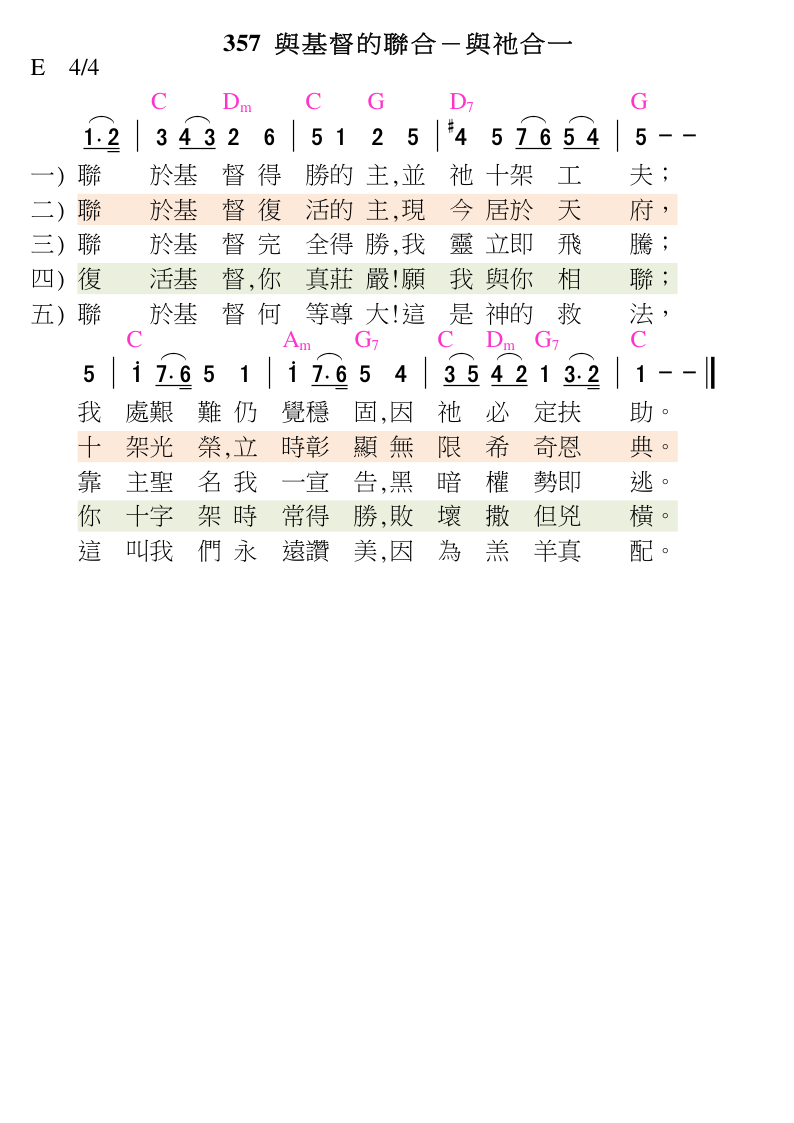 357 與基督的聯合－與祂合一
E 4/4
C Dm C G D7 G
1· 2 | 3 4 3 2 6 | 5 1 2 5 | #4 5 7 6 5 4 | 5 － －
一) 聯 於基 督 得 勝的 主,並 祂 十架 工 夫；
二) 聯 於基 督 復 活的 主,現 今 居於 天 府，
三) 聯 於基 督 完 全得 勝,我 靈 立即 飛 騰；
四) 復 活基 督,你 真莊 嚴!願 我 與你 相 聯；
五) 聯 於基 督 何 等尊 大!這 是 神的 救 法，
C Am G7 C Dm G7 C
5 | i 7· 6 5 1 | i 7· 6 5 4 | 3 5 4 2 1 3· 2 | 1 － － ‖
我 處艱 難 仍 覺穩 固,因 祂 必 定扶 助。
十 架光 榮,立 時彰 顯 無 限 希 奇恩 典。
靠 主聖 名 我 一宣 告,黑 暗 權 勢即 逃。
你 十字 架 時 常得 勝,敗 壞 撒 但兇 橫。
這 叫我 們 永 遠讚 美,因 為 羔 羊真 配。